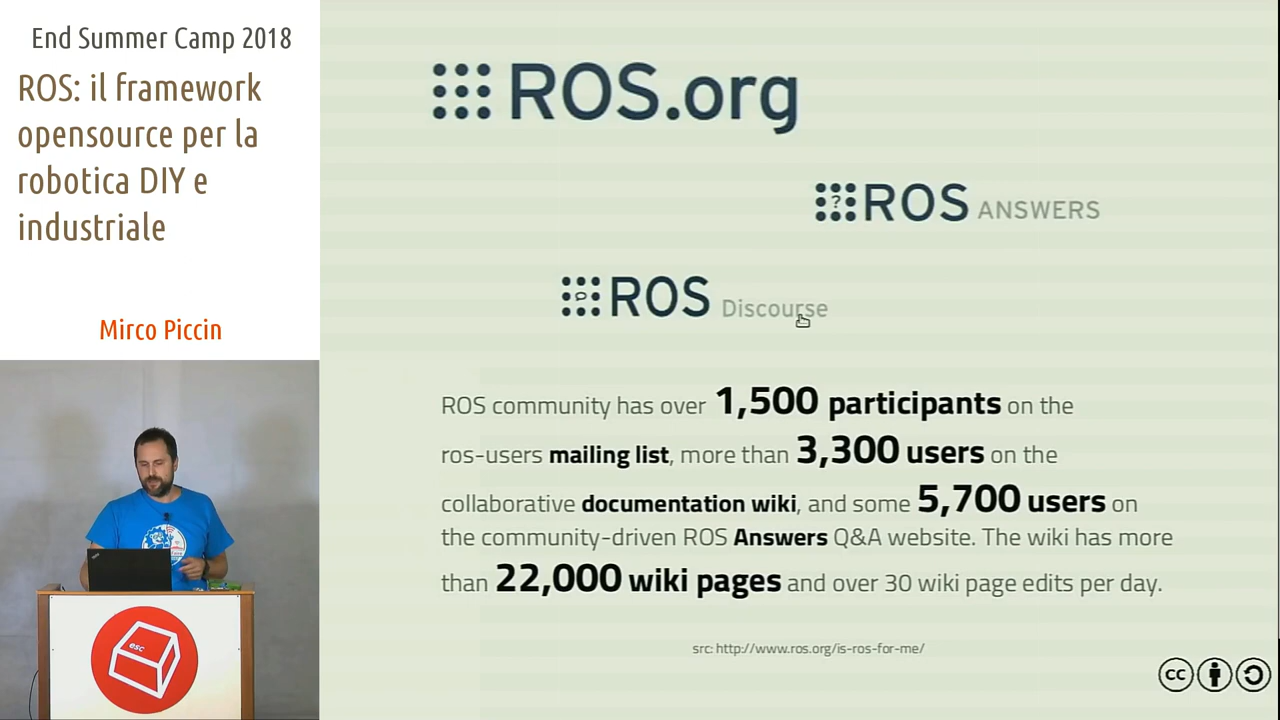 End Summer Camp 2018
ROS: il framework
opensource per la
robotica DIY e
industriale
Mirco Piccin
esc
ROS.org
? ROS ANSWERS
ROS Discourse
ROS community has over 1,500 participants on the
ros-users mailing list, more than 3,300 users on the
collaborative documentation wiki, and some 5,700 users on
the community-driven ROS Answers Q&A website. The wiki has more
than 22,000 wiki pages and over 30 wiki page edits per day.
src: http://www.ros.org/is-ros-for-me/
cc